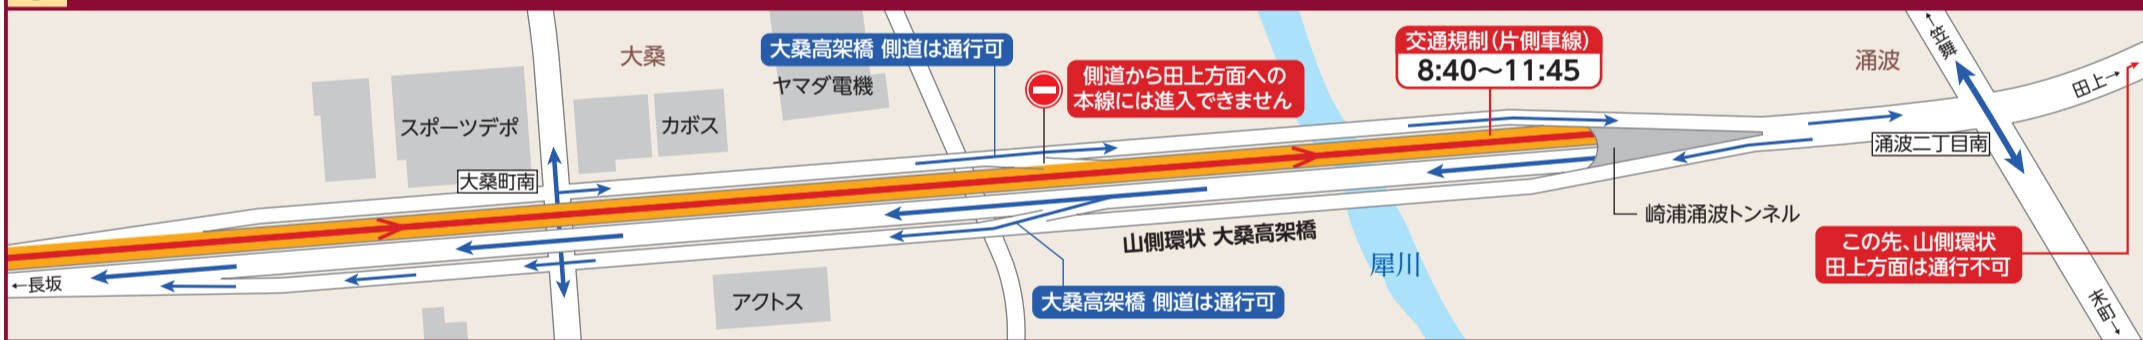 大桑
大桑高架橋 側道は通行可
ヤマダ電機
側道から田上方面への
本線には進入できません
交通規制(片側車線)
8:40〜11:45
涌波
↑笠舞
田上→
スポーツデポ
カボス
大桑町南
涌波二丁目南
崎浦涌波トンネル
山側環状 大桑高架橋
犀川
この先、山側環状
田上方面は通行不可
←長坂
アクトス
大桑高架橋 側道は通行可
末町→